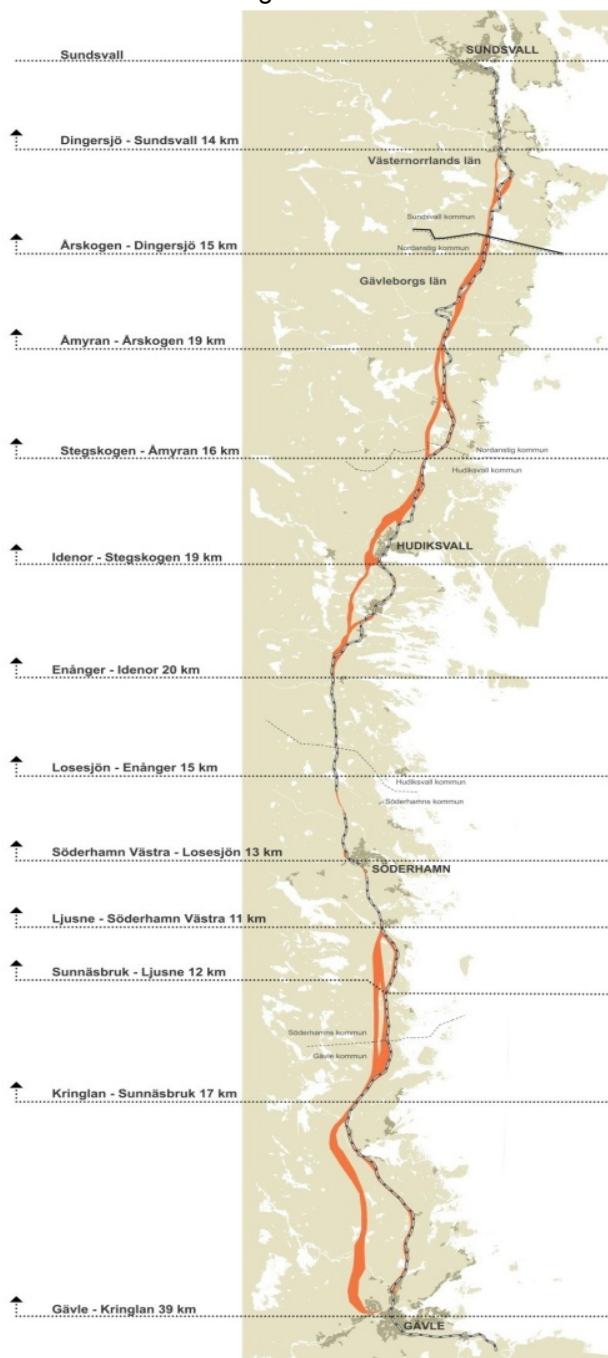 SUNDSVALL
Sundsvall
Dingersjö - Sundsvall 14 km
Västernorrlands län
Sundsvall kommun
Årskogen - Dingersjö 15 km
Nordanstig kommun
Gävleborgs län
Åmyran - Årskogen 19 km
Stegskogen - Åmyran 16 km
Nordanstig kommun
Hudiksvall kommun
HUDIKSVALL
Idenor - Stegskogen 19 km
Enånger - Idenor 20 km
Losesjön - Enånger 15 km
Hudiksvall kommun
Söderhamns kommun
Söderhamn Västra - Losesjön 13 km
SÖDERHAMN
Ljusne - Söderhamn Västra 11 km
Sunnäsbruk - Ljusne 12 km
Söderhamns kommun
Gävle kommun
Kringlan - Sunnäsbruk 17 km
Gävle - Kringlan 39 km
GÄVLE